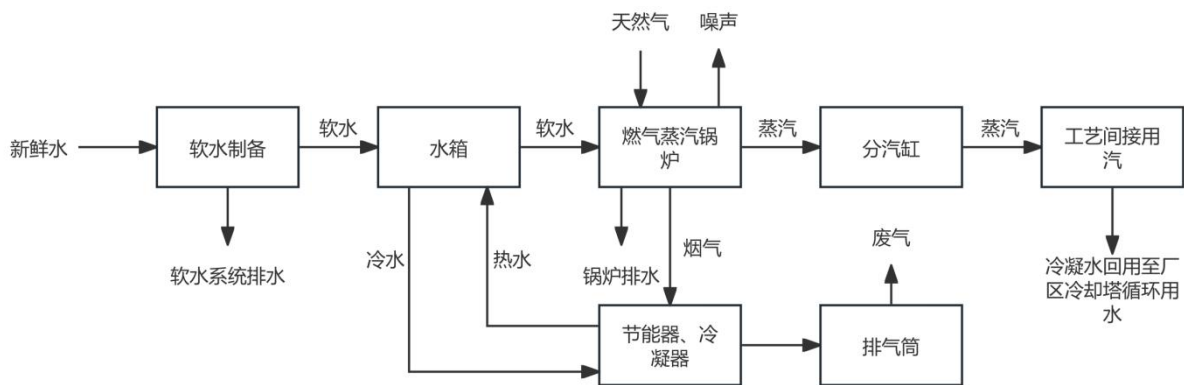 天然气
噪声
新鲜水
软水制备
软水
水箱
软水
燃气蒸汽锅
炉
蒸汽
分汽缸
蒸汽
工艺间接用
汽
软水系统排水
冷水
热水
锅炉排水
烟气
废气
冷凝水回用至厂
区冷却塔循环用
水
节能器、冷
凝器
排气筒